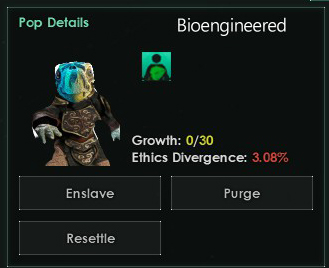 Pop Details
Bioengineered
Growth: 0/30
Ethics Divergence: 3.08%
Enslave
Purge
Resettle